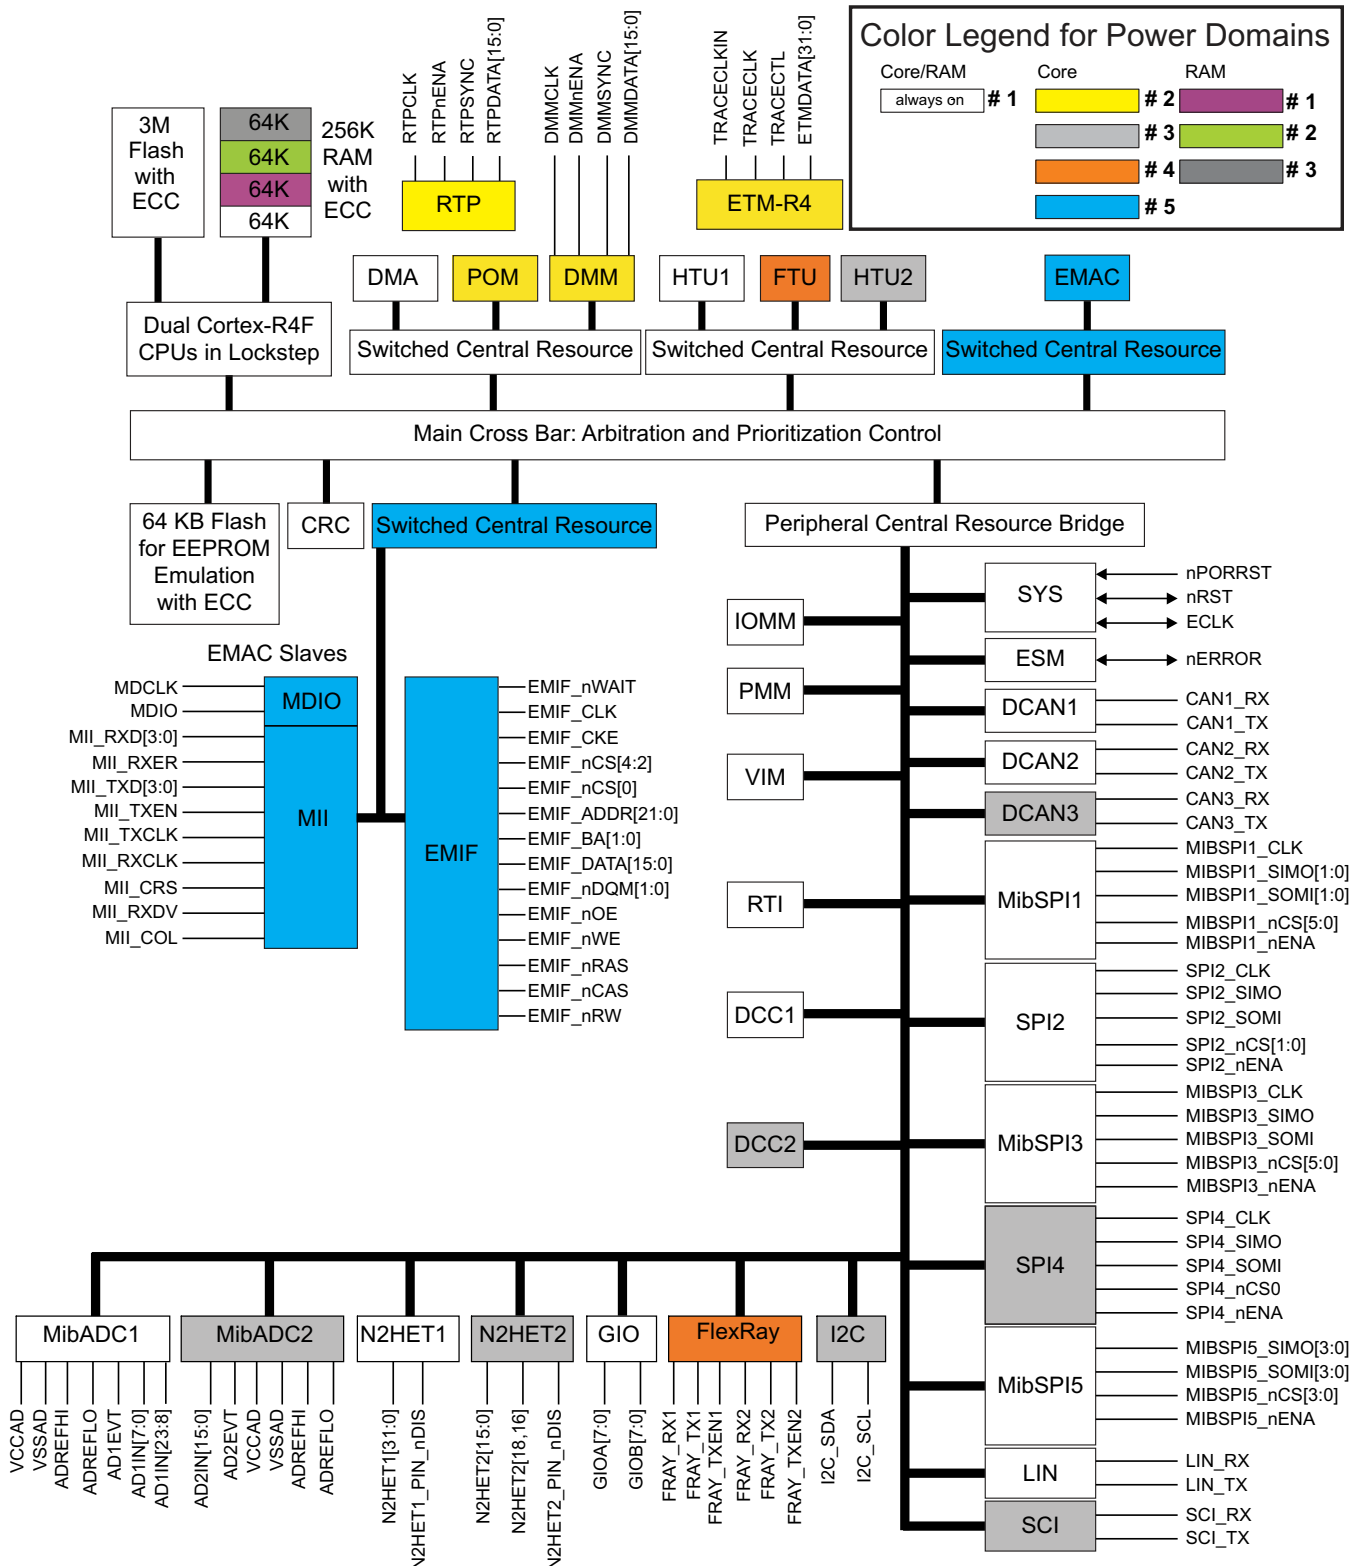 Color Legend for Power Domains
Core/RAM
Core
RAM
always on
# 1
# 2
# 1
# 3
# 2
# 4
# 3
# 5
3M
Flash
with
ECC
64K
64K
64K
64K
256K
RAM
with
ECC
RTPCLK
RTPnENA
RTPSYNC
RTPDATA[15:0]
RTP
DMMCLK
DMMnENA
DMMSYNC
DMMDATA[15:0]
TRACECLKIN
TRACECLK
TRACECTL
ETMDATA[31:0]
ETM-R4
DMA
POM
DMM
HTU1
FTU
HTU2
EMAC
Dual Cortex-R4F
CPUs in Lockstep
Switched Central Resource
Switched Central Resource
Switched Central Resource
Main Cross Bar: Arbitration and Prioritization Control
64 KB Flash
for EEPROM
Emulation
with ECC
CRC
Switched Central Resource
Peripheral Central Resource Bridge
EMAC Slaves
MDCLK
MDIO
MII_RXD[3:0]
MII_RXER
MII_TXD[3:0]
MII_TXEN
MII_TXCLK
MII_RXCLK
MII_CRS
MII_RXDV
MII_COL
MDIO
MII
EMIF
EMIF_nWAIT
EMIF_CLK
EMIF_CKE
EMIF_nCS[4:2]
EMIF_nCS[0]
EMIF_ADDR[21:0]
EMIF_BA[1:0]
EMIF_DATA[15:0]
EMIF_nDQM[1:0]
EMIF_nOE
EMIF_nWE
EMIF_nRAS
EMIF_nCAS
EMIF_nRW
IOMM
PMM
VIM
RTI
DCC1
DCC2
SYS
nPORRST
nRST
ECLK
ESM
nERROR
DCAN1
CAN1_RX
CAN1_TX
DCAN2
CAN2_RX
CAN2_TX
DCAN3
CAN3_RX
CAN3_TX
MibSPI1
MIBSPI1_CLK
MIBSPI1_SIMO[1:0]
MIBSPI1_SOMI[1:0]
MIBSPI1_nCS[5:0]
MIBSPI1_nENA
SPI2
SPI2_CLK
SPI2_SIMO
SPI2_SOMI
SPI2_nCS[1:0]
SPI2_nENA
MibSPI3
MIBSPI3_CLK
MIBSPI3_SIMO
MIBSPI3_SOMI
MIBSPI3_nCS[5:0]
MIBSPI3_nENA
SPI4
SPI4_CLK
SPI4_SIMO
SPI4_SOMI
SPI4_nCS0
SPI4_nENA
MibSPI5
MIBSPI5_SIMO[3:0]
MIBSPI5_SOMI[3:0]
MIBSPI5_nCS[3:0]
MIBSPI5_nENA
LIN
LIN_RX
LIN_TX
SCI
SCI_RX
SCI_TX
MibADC1
MibADC2
N2HET1
N2HET2
GIO
FlexRay
I2C
VCCAD
VSSAD
ADREFHI
ADREFLO
AD1EVT
AD1IN[7:0]
AD1IN[23:8]
AD2IN[15:0]
AD2EVT
VCCAD
VSSAD
ADREFHI
ADREFLO
N2HET1[31:0]
N2HET1_PIN_nDIS
N2HET2[15:0]
N2HET2[18,16]
N2HET2_PIN_nDIS
GIOA[7:0]
GIOB[7:0]
FRAY_RX1
FRAY_TX1
FRAY_TXEN1
FRAY_RX2
FRAY_TX2
FRAY_TXEN2
I2C_SDA
I2C_SCL